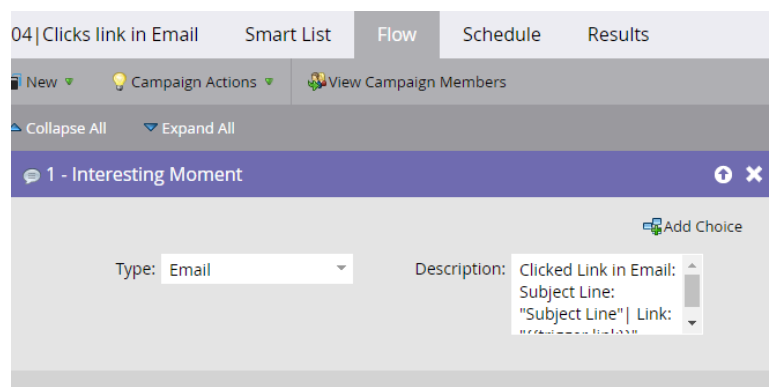 04|Clicks link in Email Smart List Flow Schedule Results
New Campaign Actions View Campaign Members
Collapse All Expand All
1 - Interesting Moment
Add Choice
Type: Email Description: Clicked Link in Email:
Subject Line:
"Subject Line"| Link: